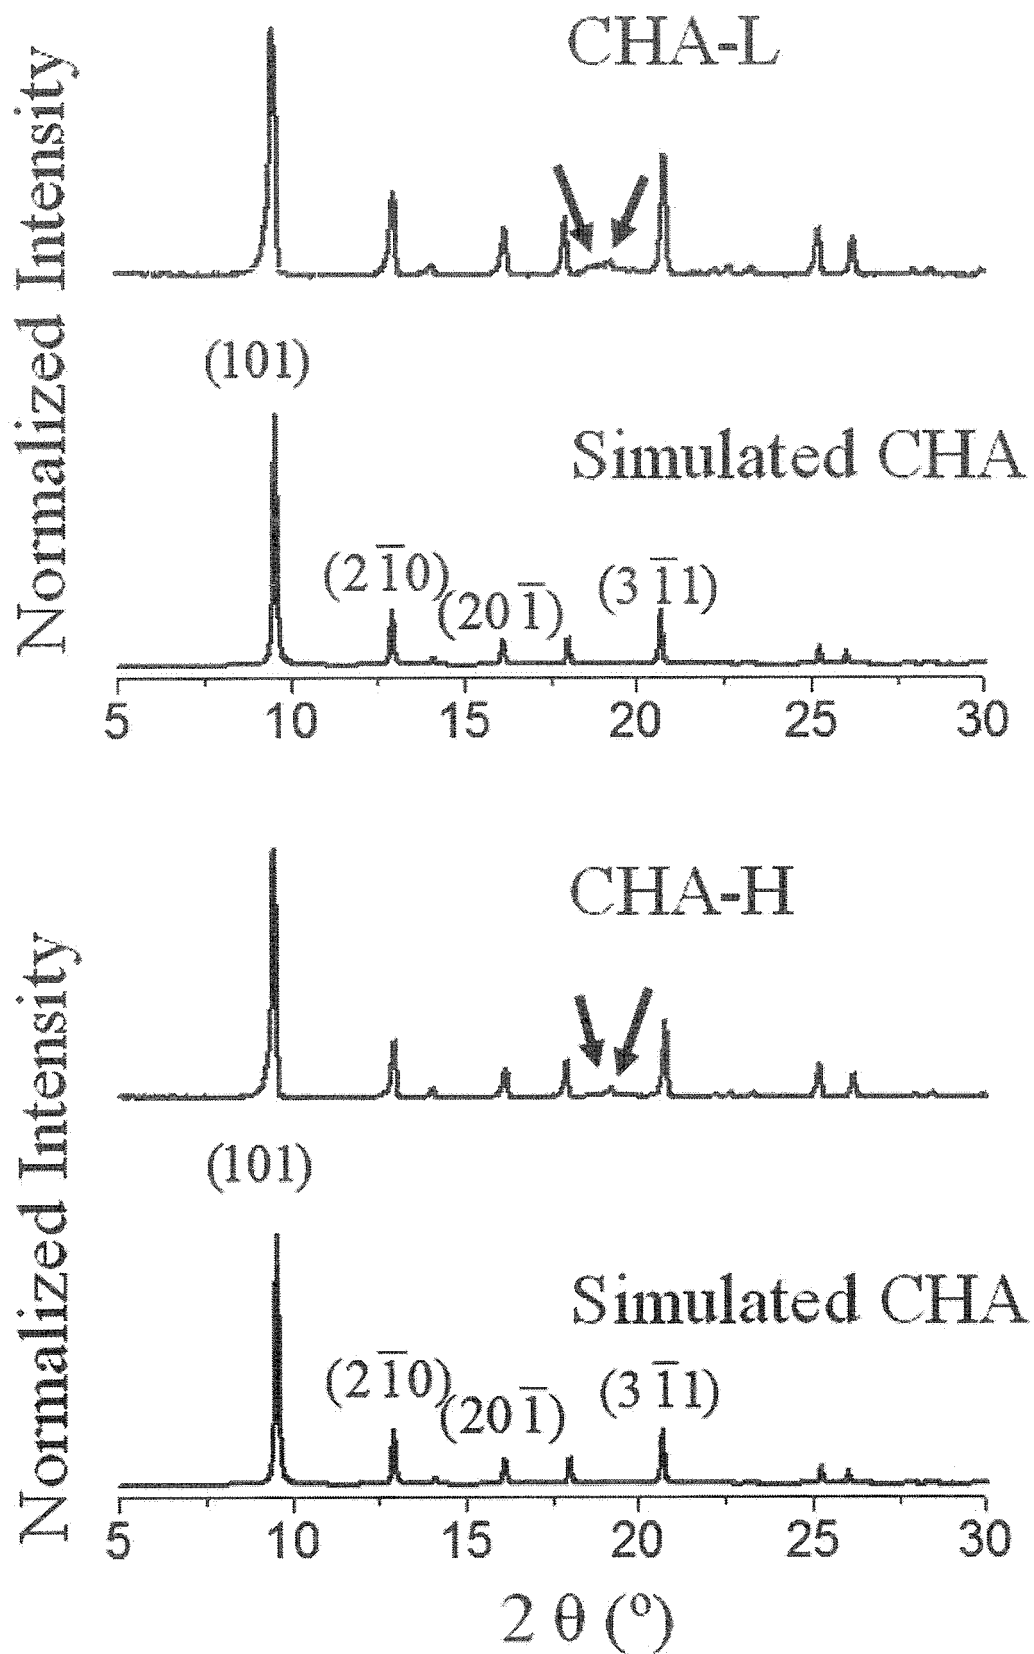 CHA-L
Normalized Intensity
(101)
Simulated CHA
(2 1̅0)
(20 1̅)
(3 1̅1)
5 10 15 20 25 30
CHA-H
Normalized Intensity
(101)
Simulated CHA
(2 1̅0)
(20 1̅)
(3 1̅1)
5 10 15 20 25 30
2 θ (º)